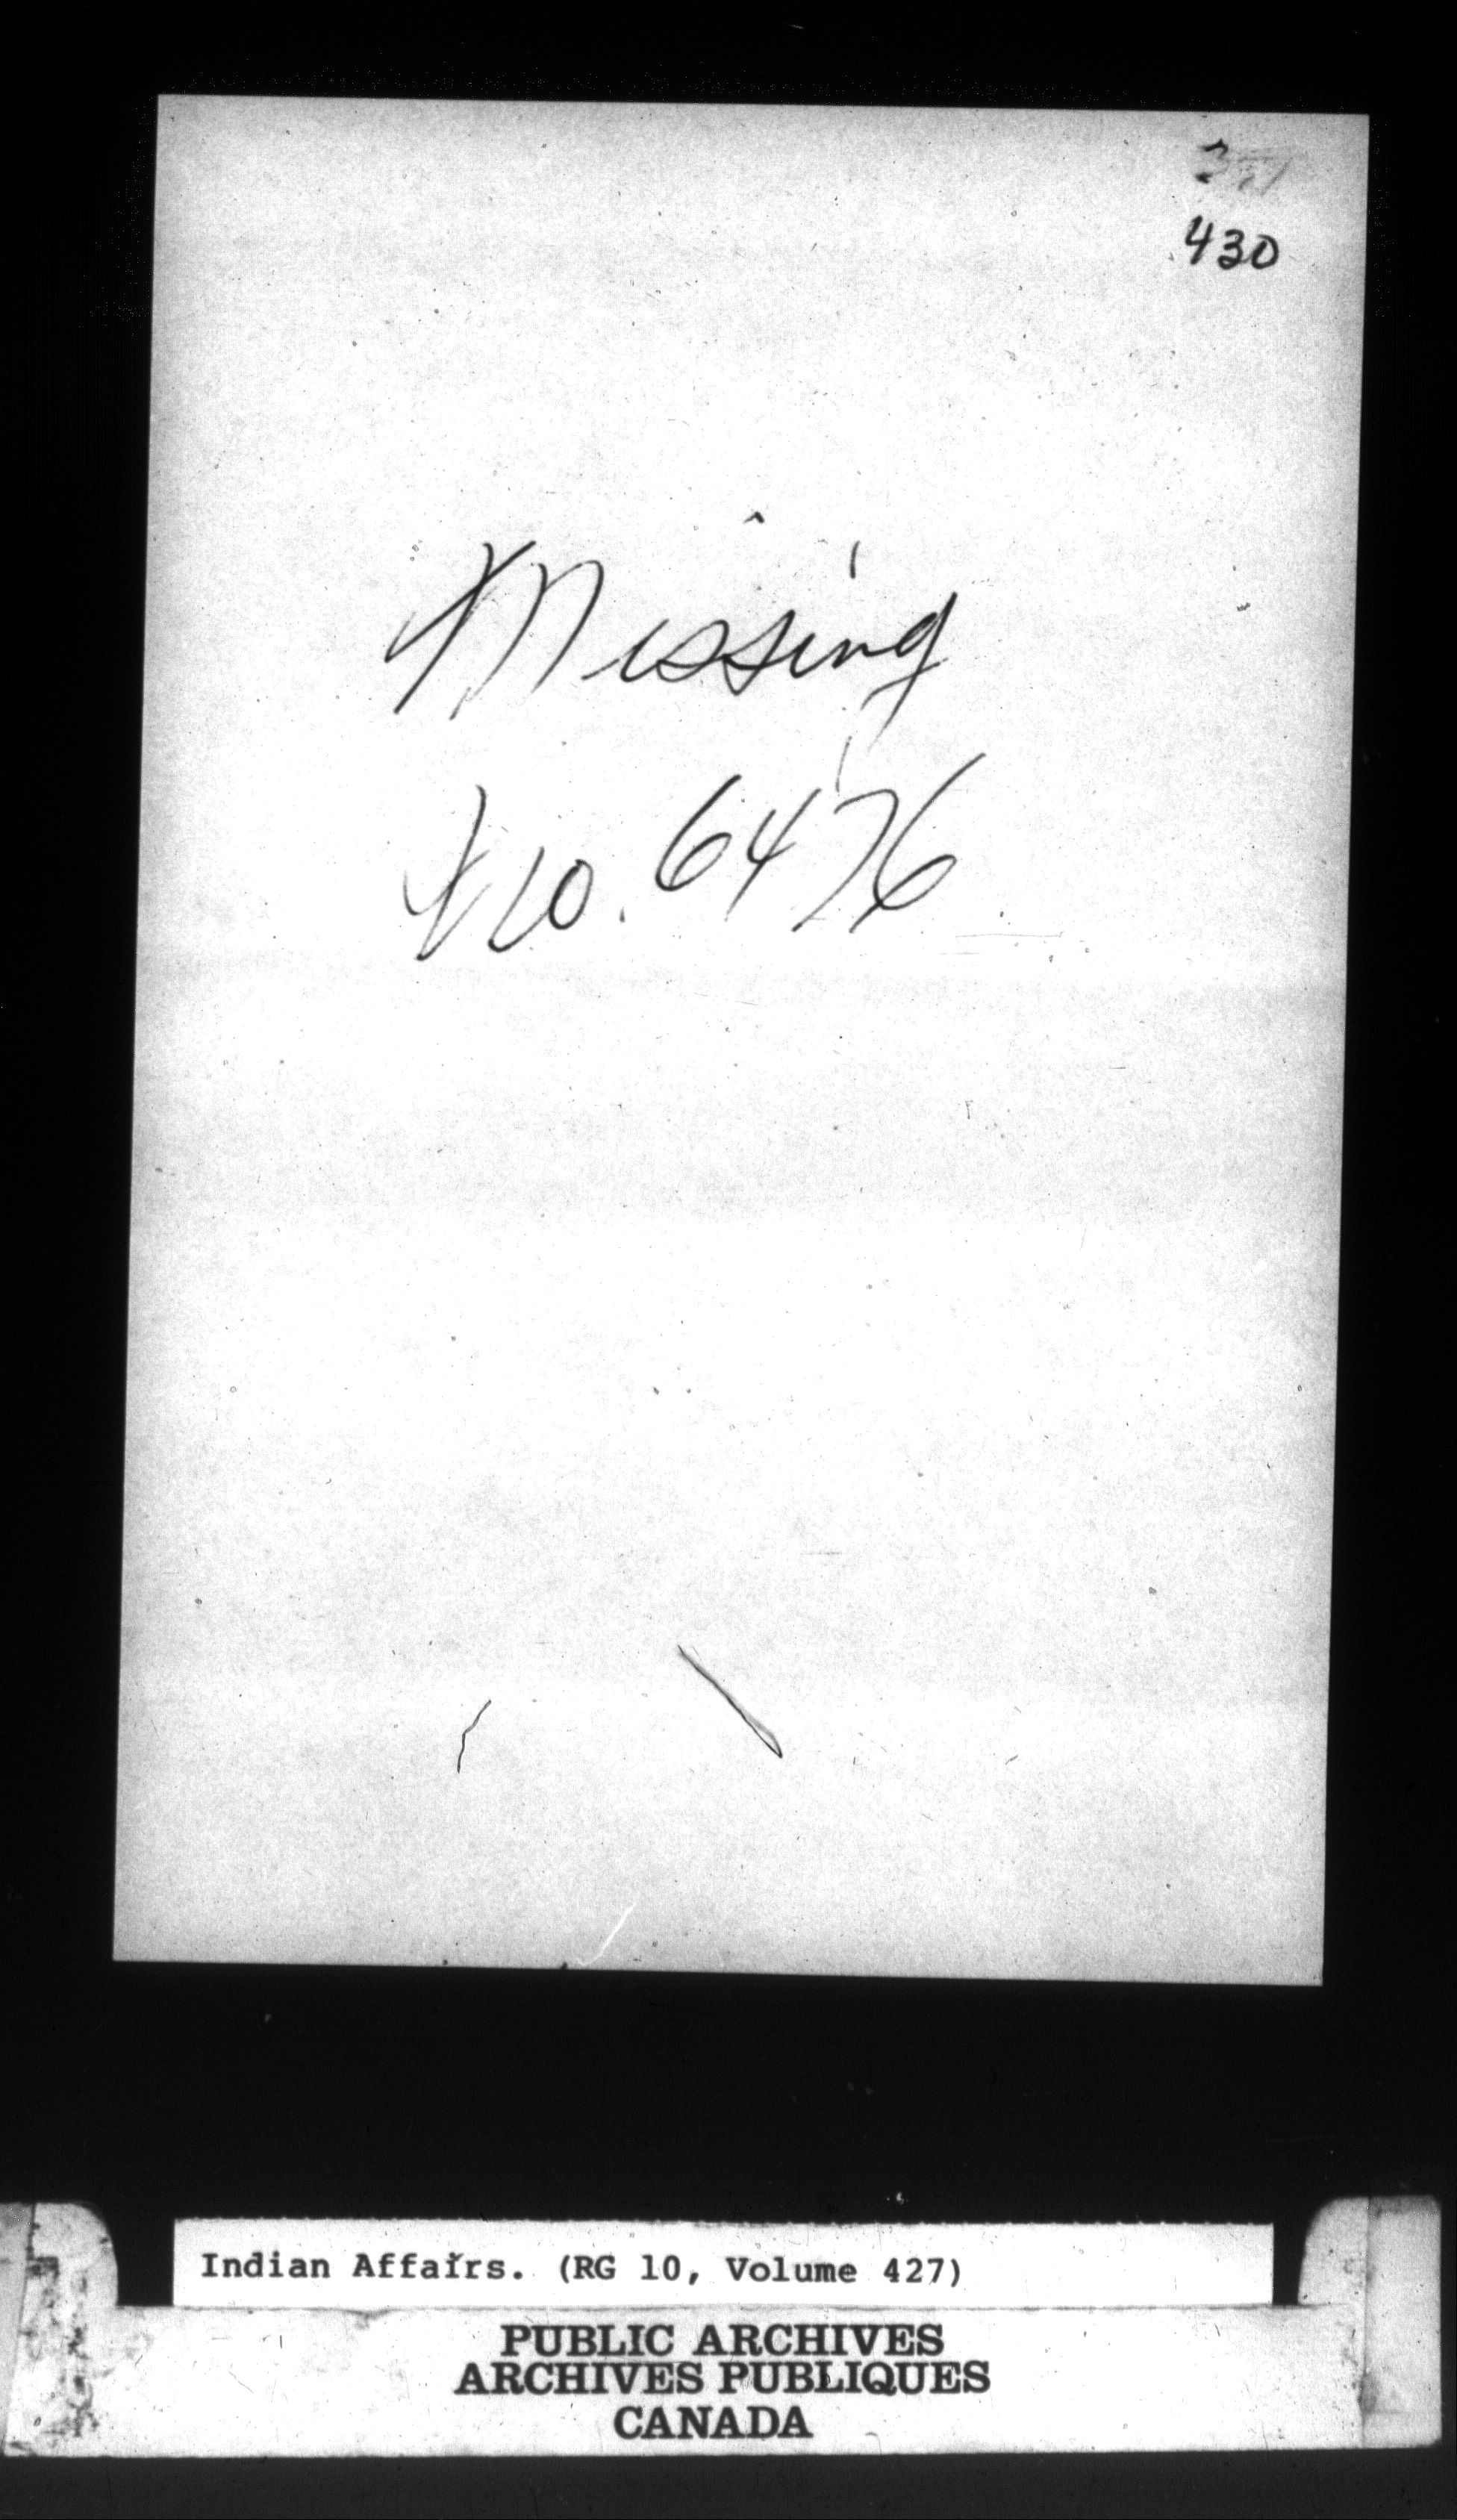 430
Missing
No. 6476
Indian Affairs. (RG 10, Volume 427)
PUBLIC ARCHIVES
ARCHIVES PUBLIQUES
CANADA